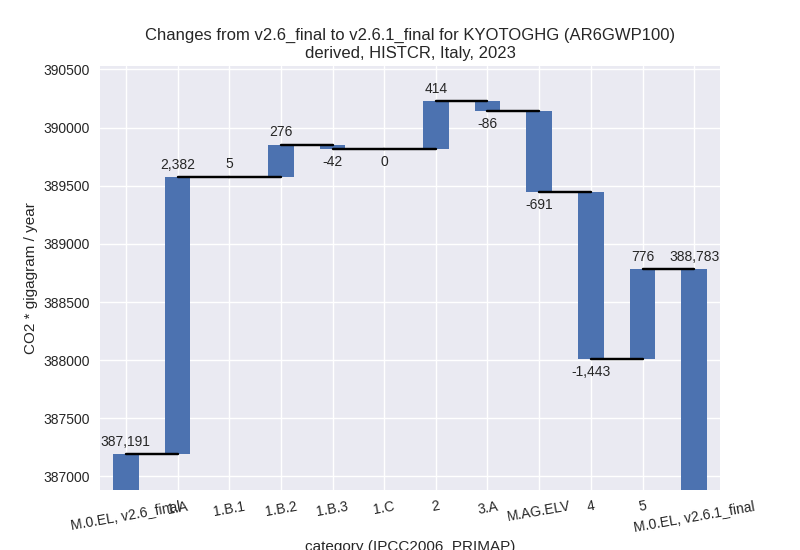 Changes from v2.6_final to v2.6.1_final for KYOTOGHG (AR6GWP100)
derived, HISTCR, Italy, 2023
CO2 * gigagram / year
390500
390000
389500
389000
388500
388000
387500
387000
387,191
2,382
5
276
-42
0
414
-86
-691
-1,443
776
388,783
M.0.EL, v2.6_final
1.A
1.B.1
1.B.2
1.B.3
1.C
2
3.A
M.AG.ELV
4
5
M.0.EL, v2.6.1_final
category (IPCC2006_PRIMAP)